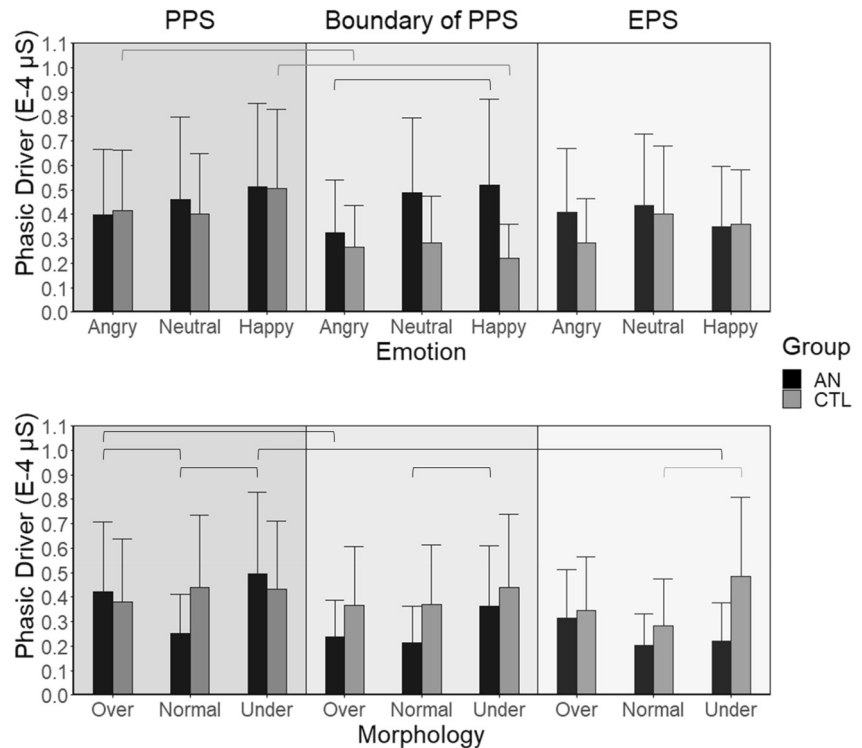 PPS Boundary of PPS EPS
Phasic Driver (E-4 µS)
1.1
1.0
0.9
0.8
0.7
0.6
0.5
0.4
0.3
0.2
0.1
0.0
Angry Neutral Happy Angry Neutral Happy Angry Neutral Happy
Emotion
Group
AN
CTL
Phasic Driver (E-4 µS)
1.1
1.0
0.9
0.8
0.7
0.6
0.5
0.4
0.3
0.2
0.1
0.0
Over Normal Under Over Normal Under Over Normal Under
Morphology